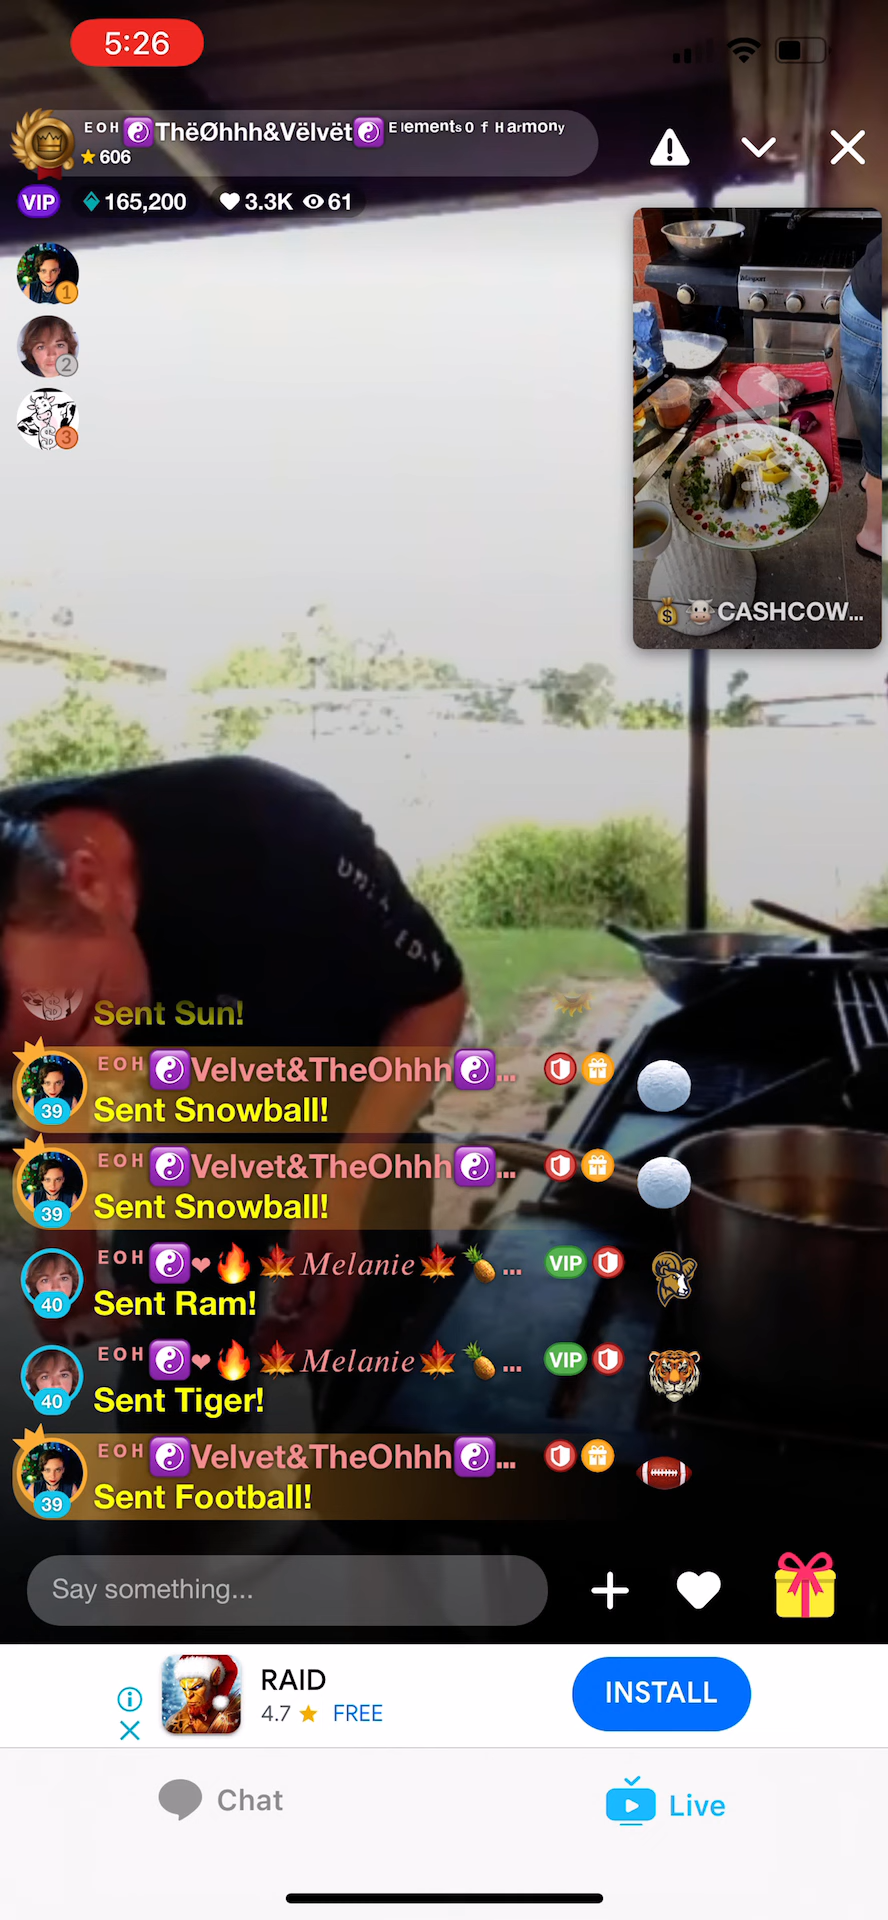 5:26
EOH ☯ ThëØhhh&Vëlvët ☯ Elements Of Harmony
606
VIP 165,200 3.3K 61
1
2
3
💰🐮CASHCOW...
Sent Sun!
EOH ☯Velvet&TheOhhh☯...
39
Sent Snowball!
EOH ☯Velvet&TheOhhh☯...
39
Sent Snowball!
EOH ☯❤🔥🍁Melanie🍁🍍... VIP
40
Sent Ram!
EOH ☯❤🔥🍁Melanie🍁🍍... VIP
40
Sent Tiger!
EOH ☯Velvet&TheOhhh☯...
39
Sent Football!
Say something...
RAID
4.7 ★ FREE
INSTALL
Chat
Live